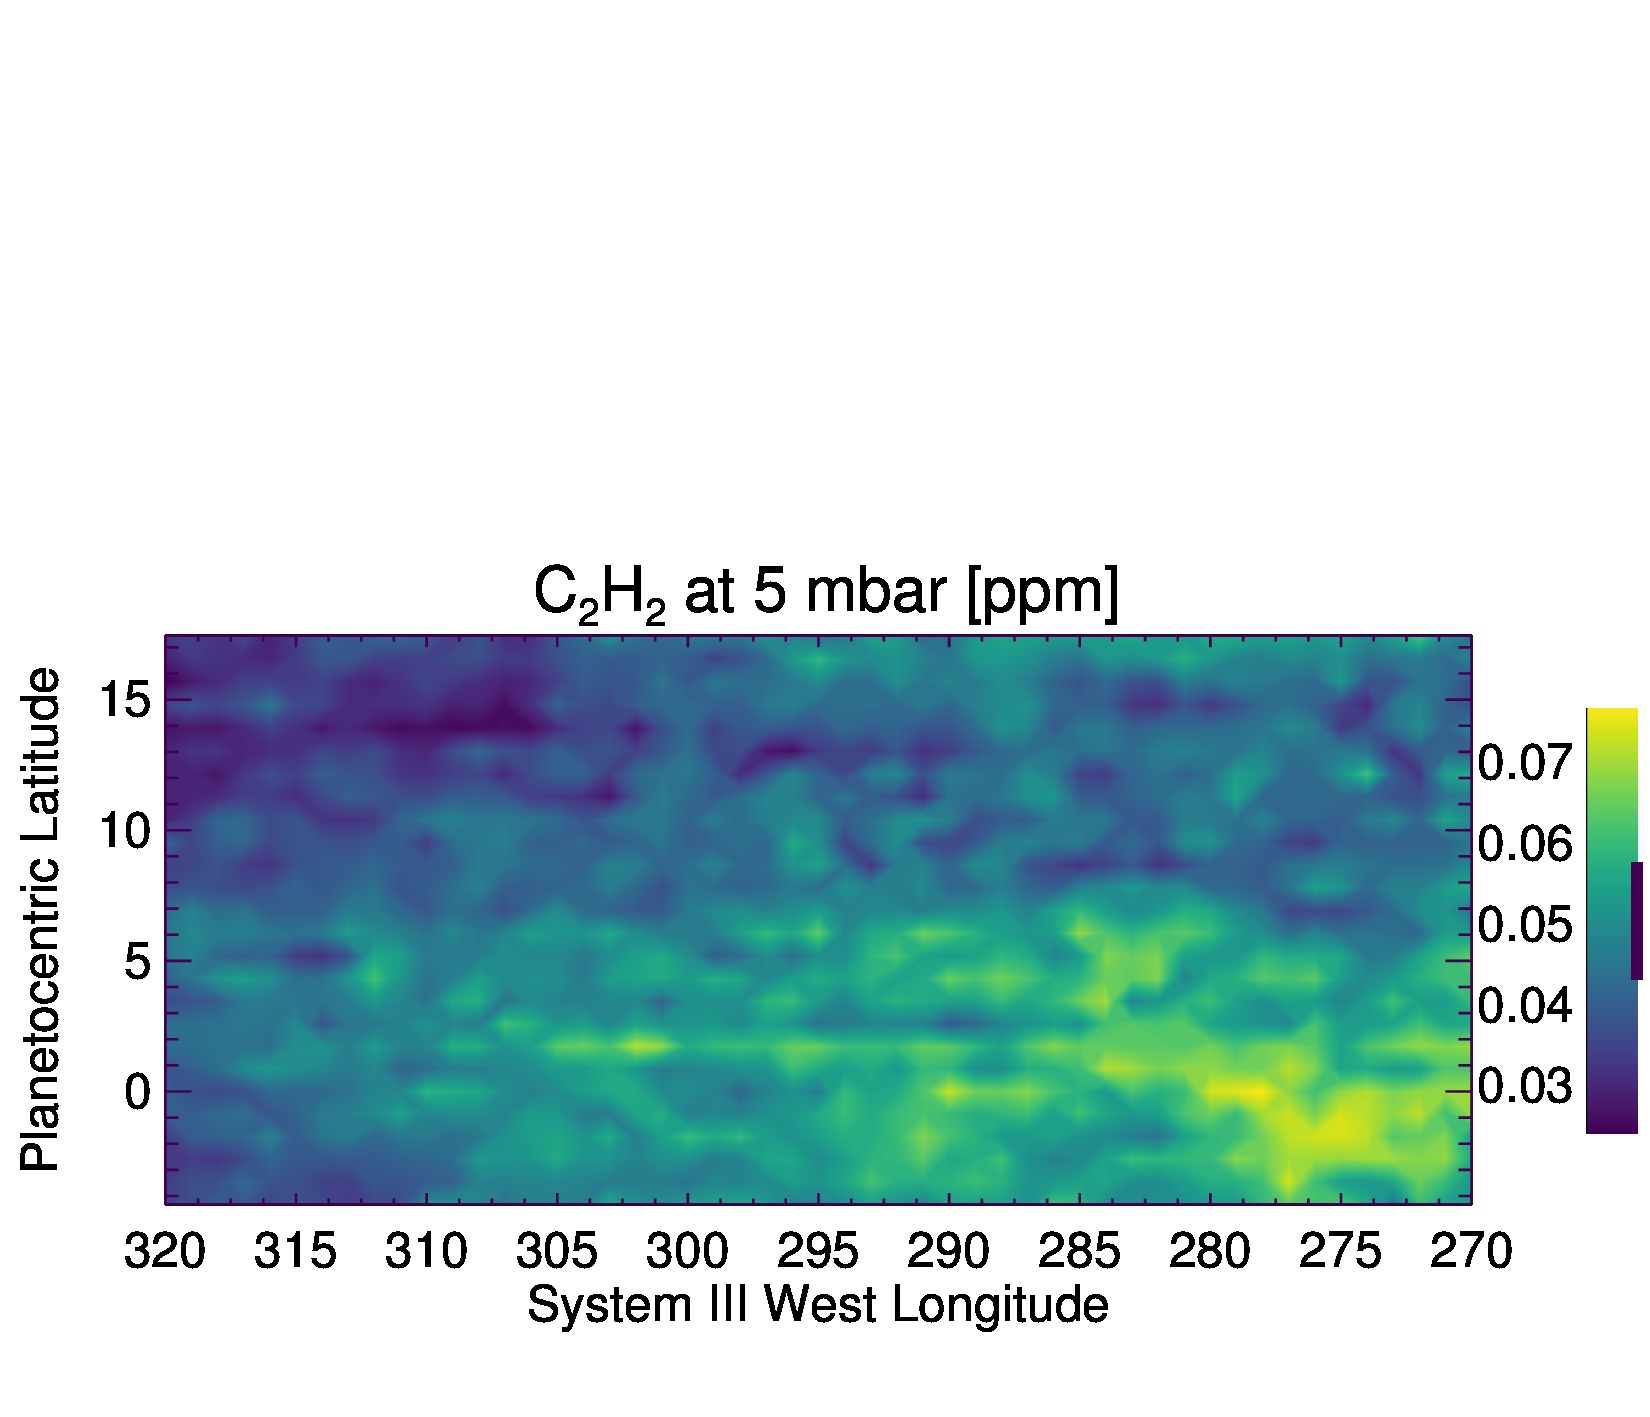 C₂H₂ at 5 mbar [ppm]
Planetocentric Latitude
15
10
5
0
0.07
0.06
0.05
0.04
0.03
320 315 310 305 300 295 290 285 280 275 270
System III West Longitude